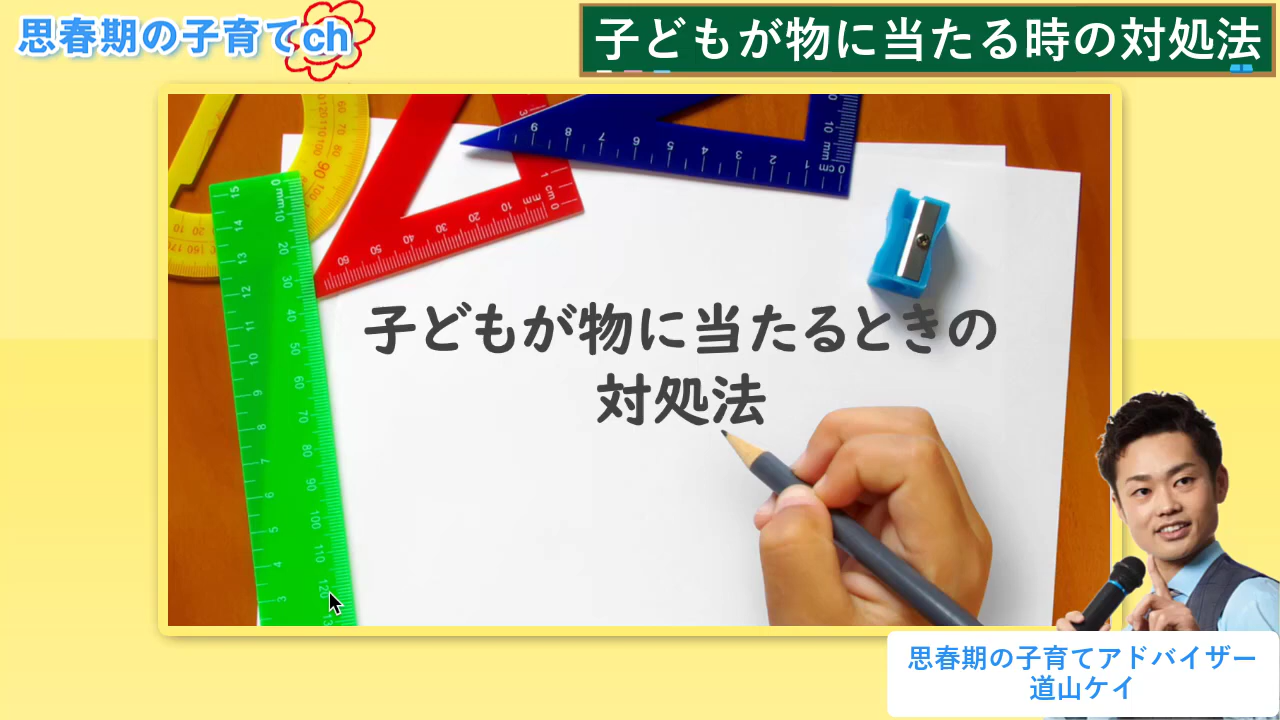 思春期の子育てch
子どもが物に当たる時の対処法
子どもが物に当たるときの
対処法
思春期の子育てアドバイザー
道山ケイ